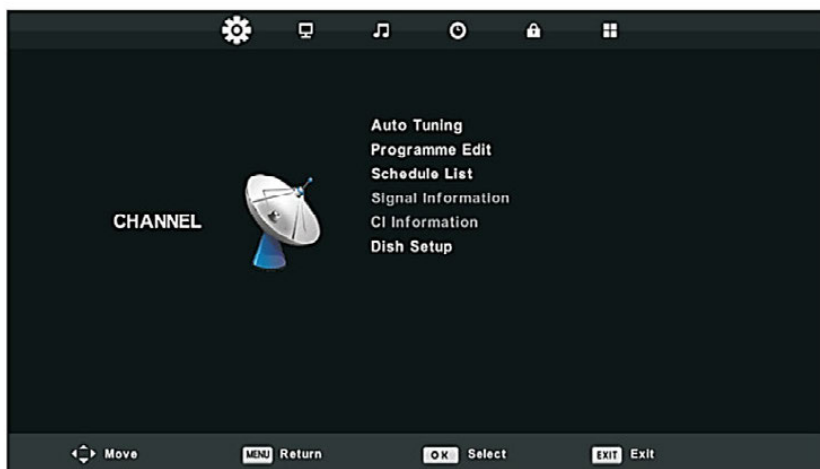 Auto Tuning
Programme Edit
Schedule List
Signal Information
CHANNEL
CI Information
Dish Setup
Move
MENU Return
OK Select
EXIT Exit